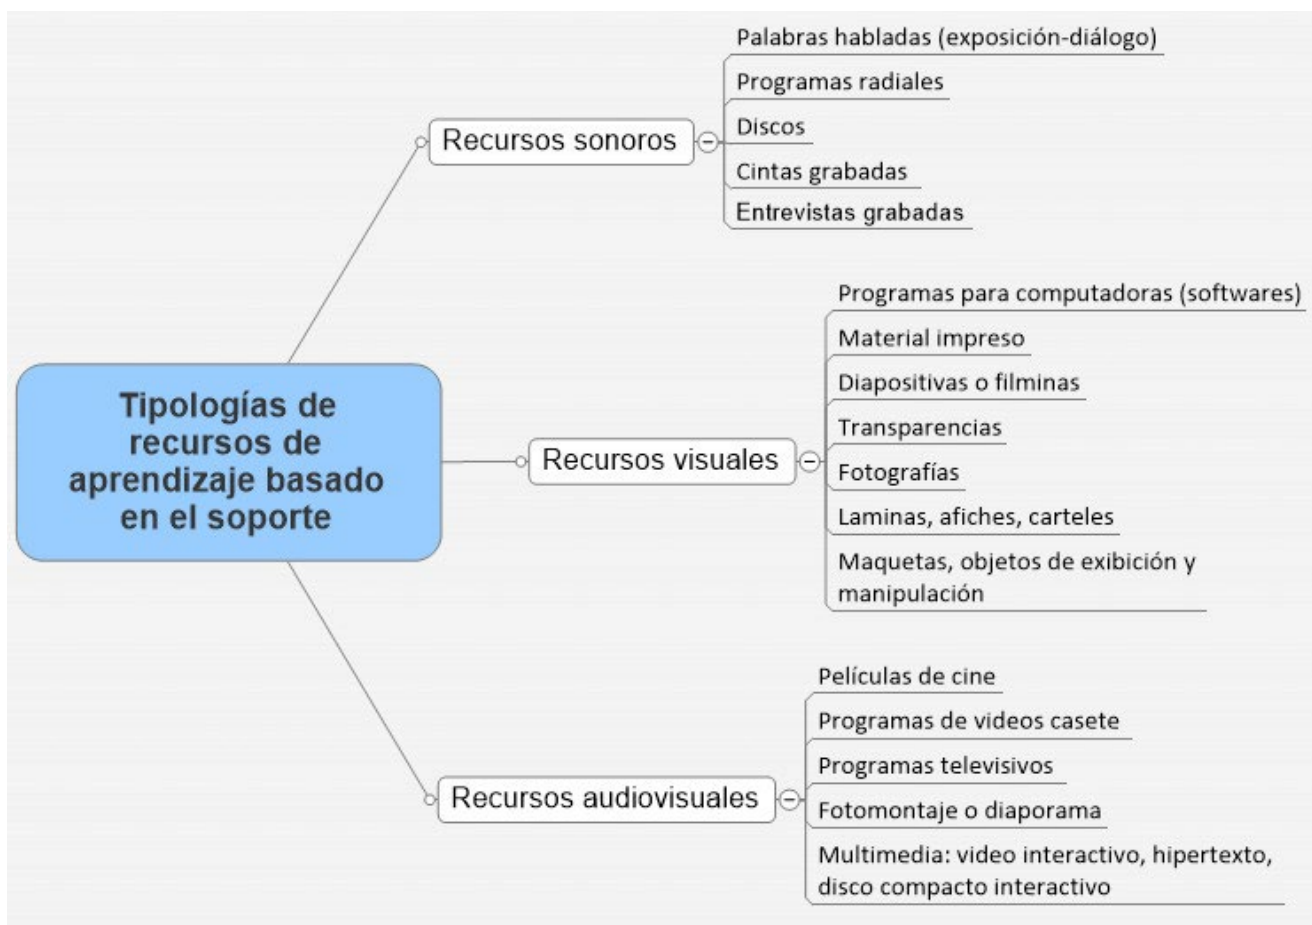 Tipologías de
recursos de
aprendizaje basado
en el soporte
Recursos sonoros
Palabras habladas (exposición-diálogo)
Programas radiales
Discos
Cintas grabadas
Entrevistas grabadas
Recursos visuales
Programas para computadoras (softwares)
Material impreso
Diapositivas o filminas
Transparencias
Fotografías
Laminas, afiches, carteles
Maquetas, objetos de exibición y
manipulación
Recursos audiovisuales
Películas de cine
Programas de videos casete
Programas televisivos
Fotomontaje o diaporama
Multimedia: video interactivo, hipertexto,
disco compacto interactivo